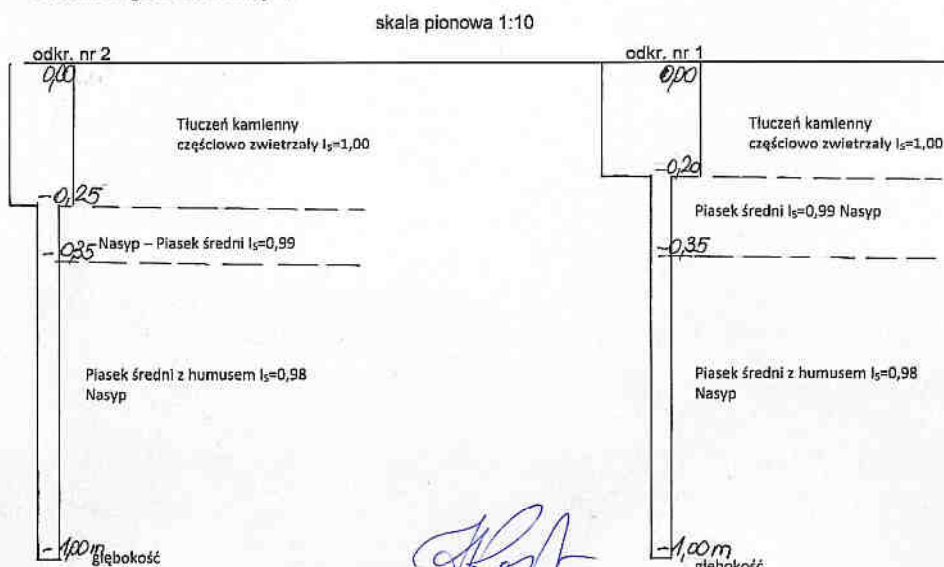 skala pionowa 1:10
odkr. nr 2
0,00
Tłuczeń kamienny
częściowo zwietrzały Is=1,00
-0,25
Nasyp – Piasek średni Is=0,99
-0,35
Piasek średni z humusem Is=0,98
Nasyp
-1,00 m
głębokość
odkr. nr 1
0,00
Tłuczeń kamienny
częściowo zwietrzały Is=1,00
-0,20
Piasek średni Is=0,99 Nasyp
-0,35
Piasek średni z humusem Is=0,98
Nasyp
-1,00 m
głębokość